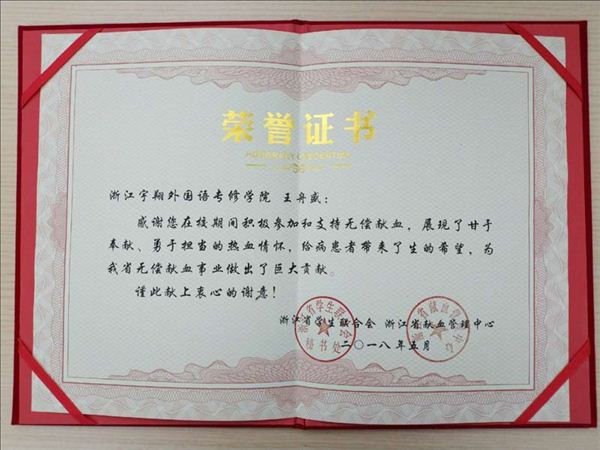 荣誉证书
HONORARY CREDENTIAL
浙江宇翔外国语专修学院 王舟盛：
感谢您在校期间积极参加和支持无偿献血，展现了甘于
奉献、勇于担当的热血情怀，给病患者带来了生的希望，为
我省无偿献血事业做出了巨大贡献。
谨此献上衷心的谢意！
浙江省学生联合会 浙江省献血管理中心
二〇一八年五月